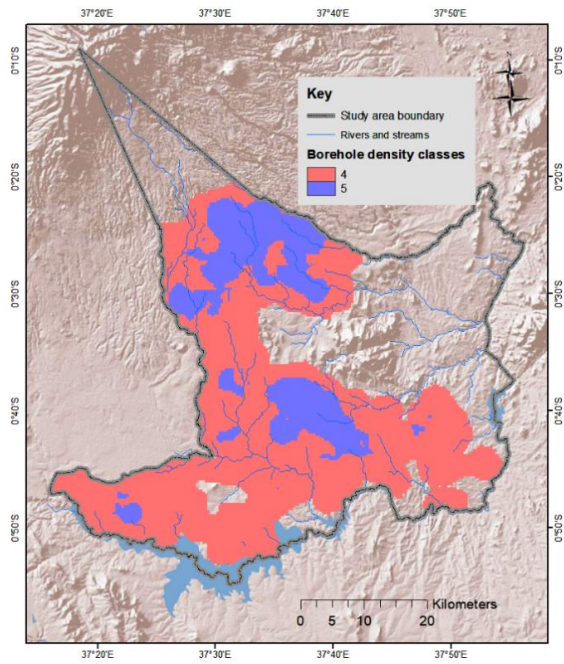 37°20'E 37°30'E 37°40'E 37°50'E
0°10'S 0°10'S
Key
Study area boundary
Rivers and streams
Borehole density classes
4
5
0°20'S 0°20'S
0°30'S 0°30'S
0°40'S 0°40'S
0°50'S 0°50'S
Kilometers
0 5 10 20
37°20'E 37°30'E 37°40'E 37°50'E